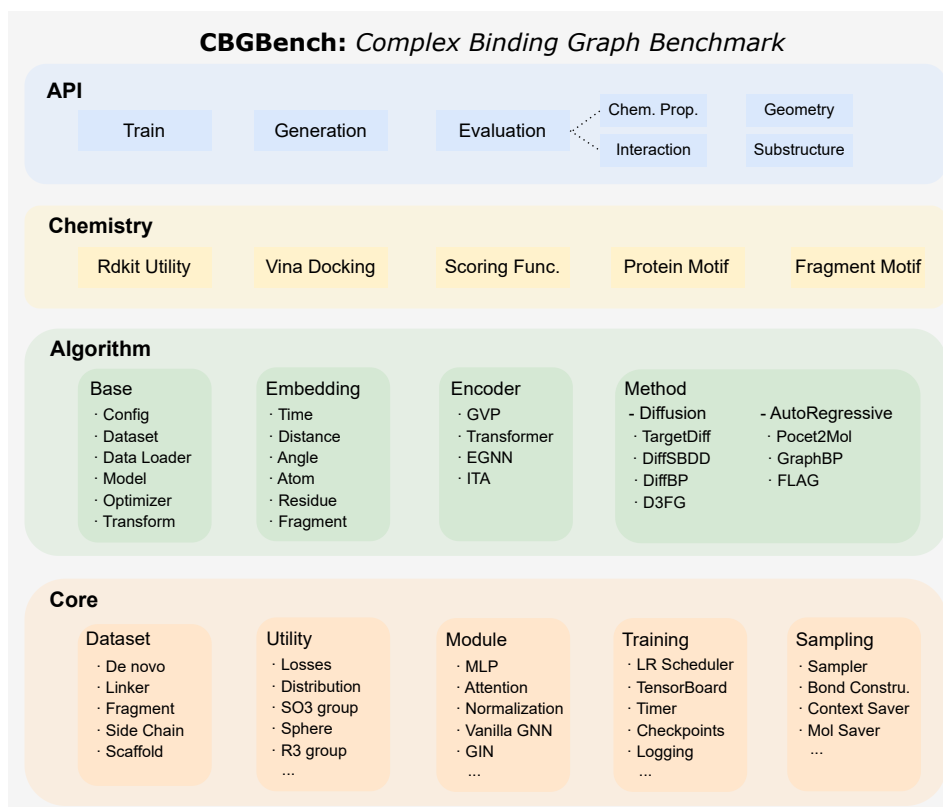 CBGBench: Complex Binding Graph Benchmark
API
Train
Generation
Evaluation
Chem. Prop.
Geometry
Interaction
Substructure
Chemistry
Rdkit Utility
Vina Docking
Scoring Func.
Protein Motif
Fragment Motif
Algorithm
Base
· Config
· Dataset
· Data Loader
· Model
· Optimizer
· Transform
Embedding
· Time
· Distance
· Angle
· Atom
· Residue
· Fragment
Encoder
· GVP
· Transformer
· EGNN
· ITA
Method
- Diffusion
· TargetDiff
· DiffSBDD
· DiffBP
· D3FG
- AutoRegressive
· Pocet2Mol
· GraphBP
· FLAG
Core
Dataset
· De novo
· Linker
· Fragment
· Side Chain
· Scaffold
Utility
· Losses
· Distribution
· SO3 group
· Sphere
· R3 group
...
Module
· MLP
· Attention
· Normalization
· Vanilla GNN
· GIN
...
Training
· LR Scheduler
· TensorBoard
· Timer
· Checkpoints
· Logging
...
Sampling
· Sampler
· Bond Constru.
· Context Saver
· Mol Saver
...